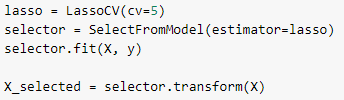 lasso = LassoCV(cv=5)
selector = SelectFromModel(estimator=lasso)
selector.fit(X, y)
X_selected = selector.transform(X)